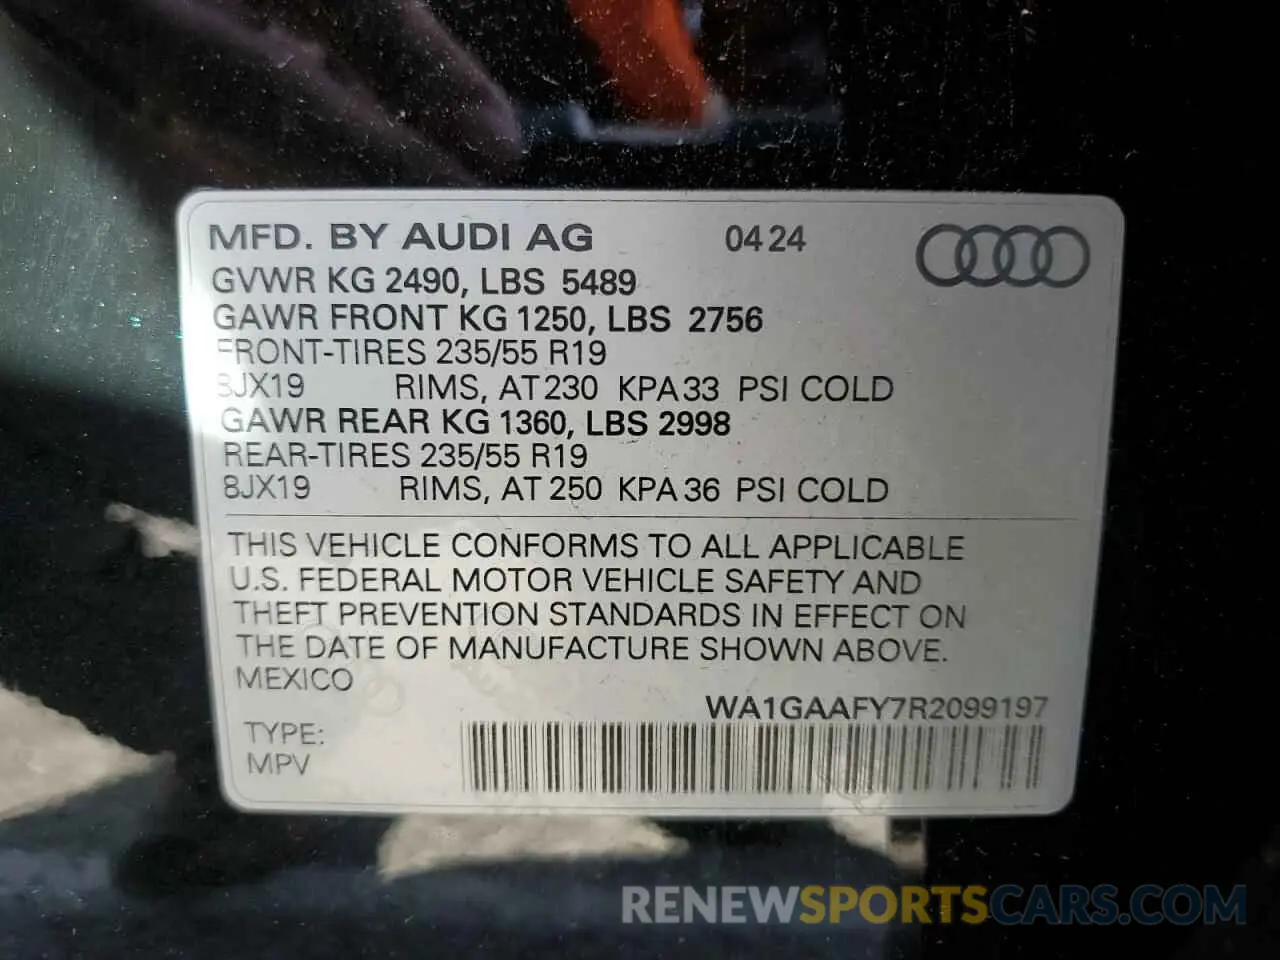 MFD. BY AUDI AG 0424
GVWR KG 2490, LBS 5489
GAWR FRONT KG 1250, LBS 2756
FRONT-TIRES 235/55 R19
8JX19 RIMS, AT 230 KPA 33 PSI COLD
GAWR REAR KG 1360, LBS 2998
REAR-TIRES 235/55 R19
8JX19 RIMS, AT 250 KPA 36 PSI COLD
THIS VEHICLE CONFORMS TO ALL APPLICABLE
U.S. FEDERAL MOTOR VEHICLE SAFETY AND
THEFT PREVENTION STANDARDS IN EFFECT ON
THE DATE OF MANUFACTURE SHOWN ABOVE.
MEXICO
WA1GAAFY7R2099197
TYPE:
MPV
RENEWSPORTSCARS.COM